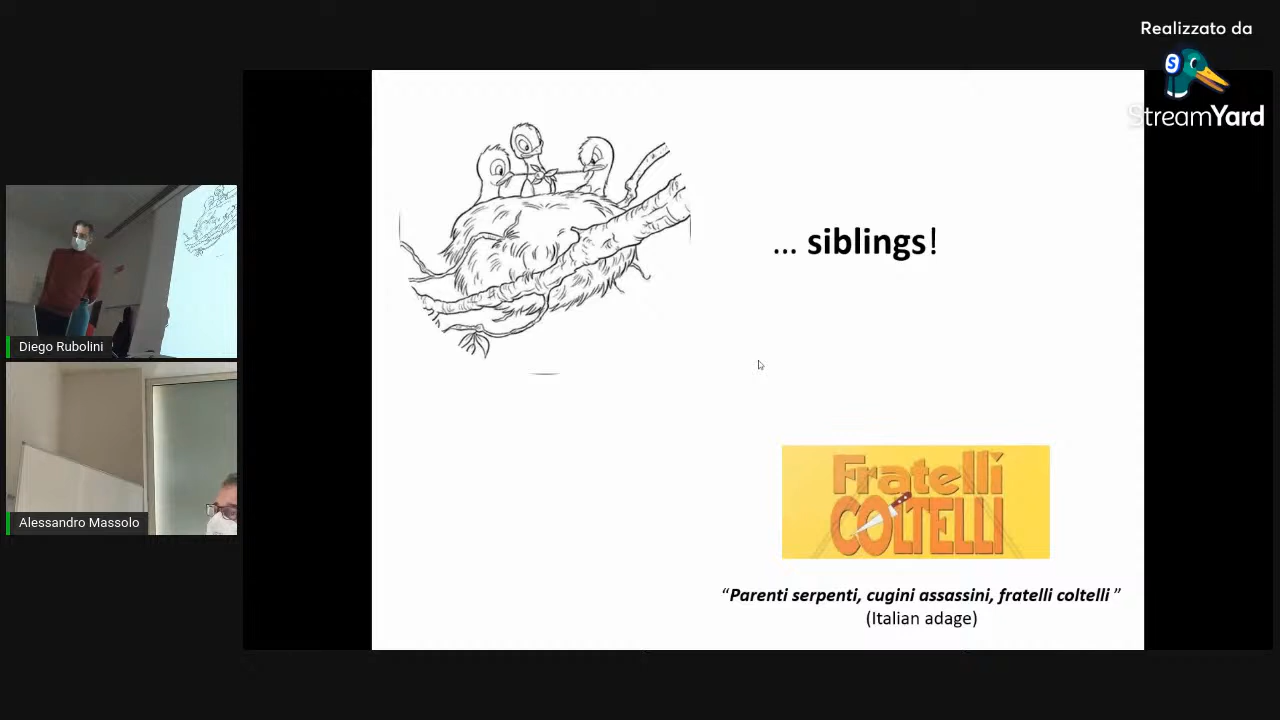 Realizzato da
StreamYard
... siblings!
Diego Rubolini
Alessandro Massolo
Fratelli
COLTELLI
“Parenti serpenti, cugini assassini, fratelli coltelli ”
(Italian adage)